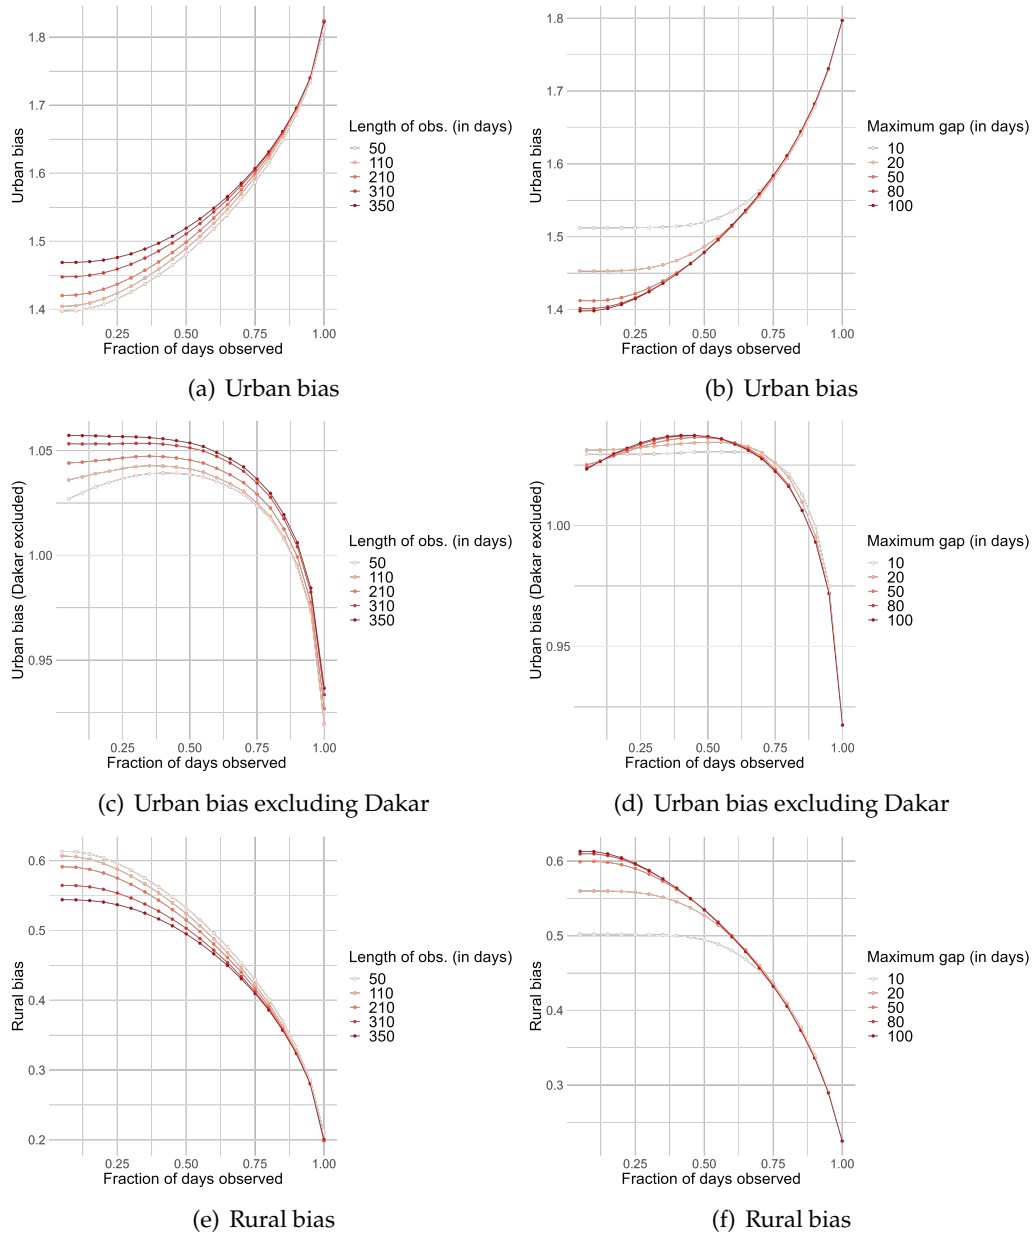 1.8
1.7
1.6
1.5
1.4
Urban bias
0.25 0.50 0.75 1.00
Fraction of days observed
Length of obs. (in days)
50
110
210
310
350
(a) Urban bias
1.8
1.7
1.6
1.5
1.4
Urban bias
0.25 0.50 0.75 1.00
Fraction of days observed
Maximum gap (in days)
10
20
50
80
100
(b) Urban bias
1.05
1.00
0.95
Urban bias (Dakar excluded)
0.25 0.50 0.75 1.00
Fraction of days observed
Length of obs. (in days)
50
110
210
310
350
(c) Urban bias excluding Dakar
1.00
0.95
Urban bias (Dakar excluded)
0.25 0.50 0.75 1.00
Fraction of days observed
Maximum gap (in days)
10
20
50
80
100
(d) Urban bias excluding Dakar
0.6
0.5
0.4
0.3
0.2
Rural bias
0.25 0.50 0.75 1.00
Fraction of days observed
Length of obs. (in days)
50
110
210
310
350
(e) Rural bias
0.6
0.5
0.4
0.3
Rural bias
0.25 0.50 0.75 1.00
Fraction of days observed
Maximum gap (in days)
10
20
50
80
100
(f) Rural bias